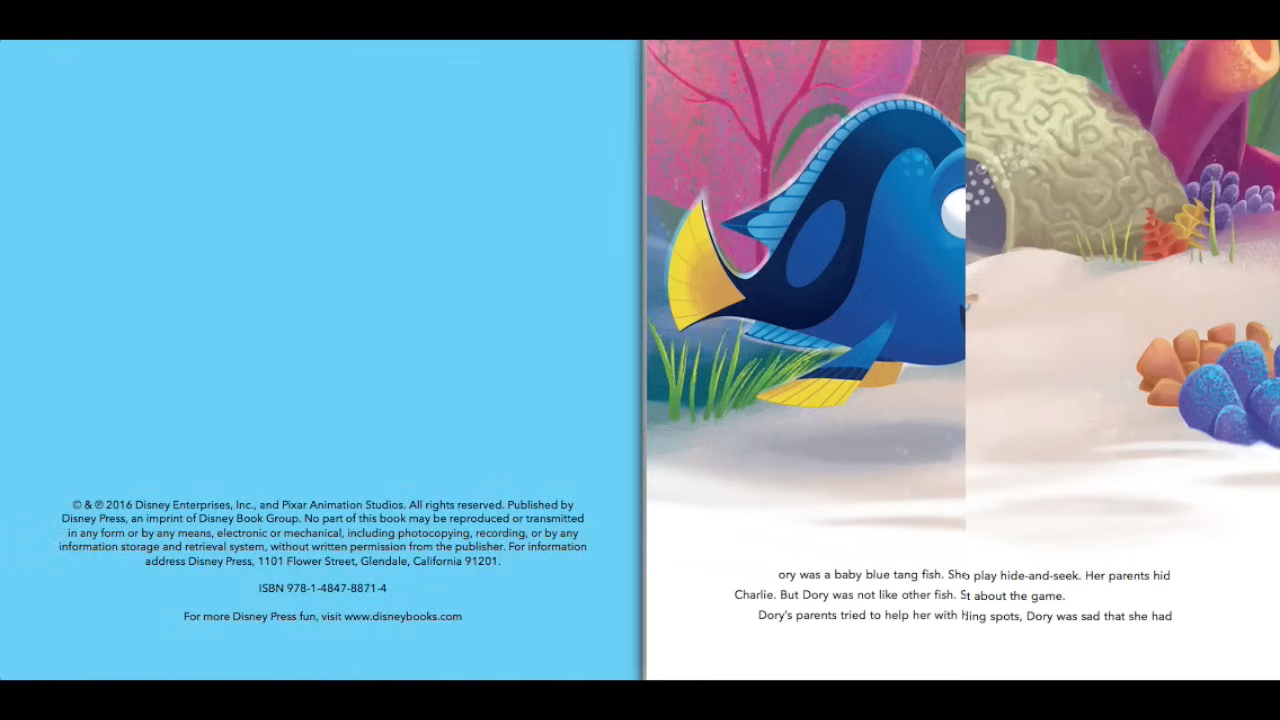 © & ℗ 2016 Disney Enterprises, Inc., and Pixar Animation Studios. All rights reserved. Published by
Disney Press, an imprint of Disney Book Group. No part of this book may be reproduced or transmitted
in any form or by any means, electronic or mechanical, including photocopying, recording, or by any
information storage and retrieval system, without written permission from the publisher. For information
address Disney Press, 1101 Flower Street, Glendale, California 91201.
ISBN 978-1-4847-8871-4
For more Disney Press fun, visit www.disneybooks.com
ory was a baby blue tang fish. She play hide-and-seek. Her parents hid
Charlie. But Dory was not like other fish. about the game.
Dory's parents tried to help her with spots, Dory was sad that she had